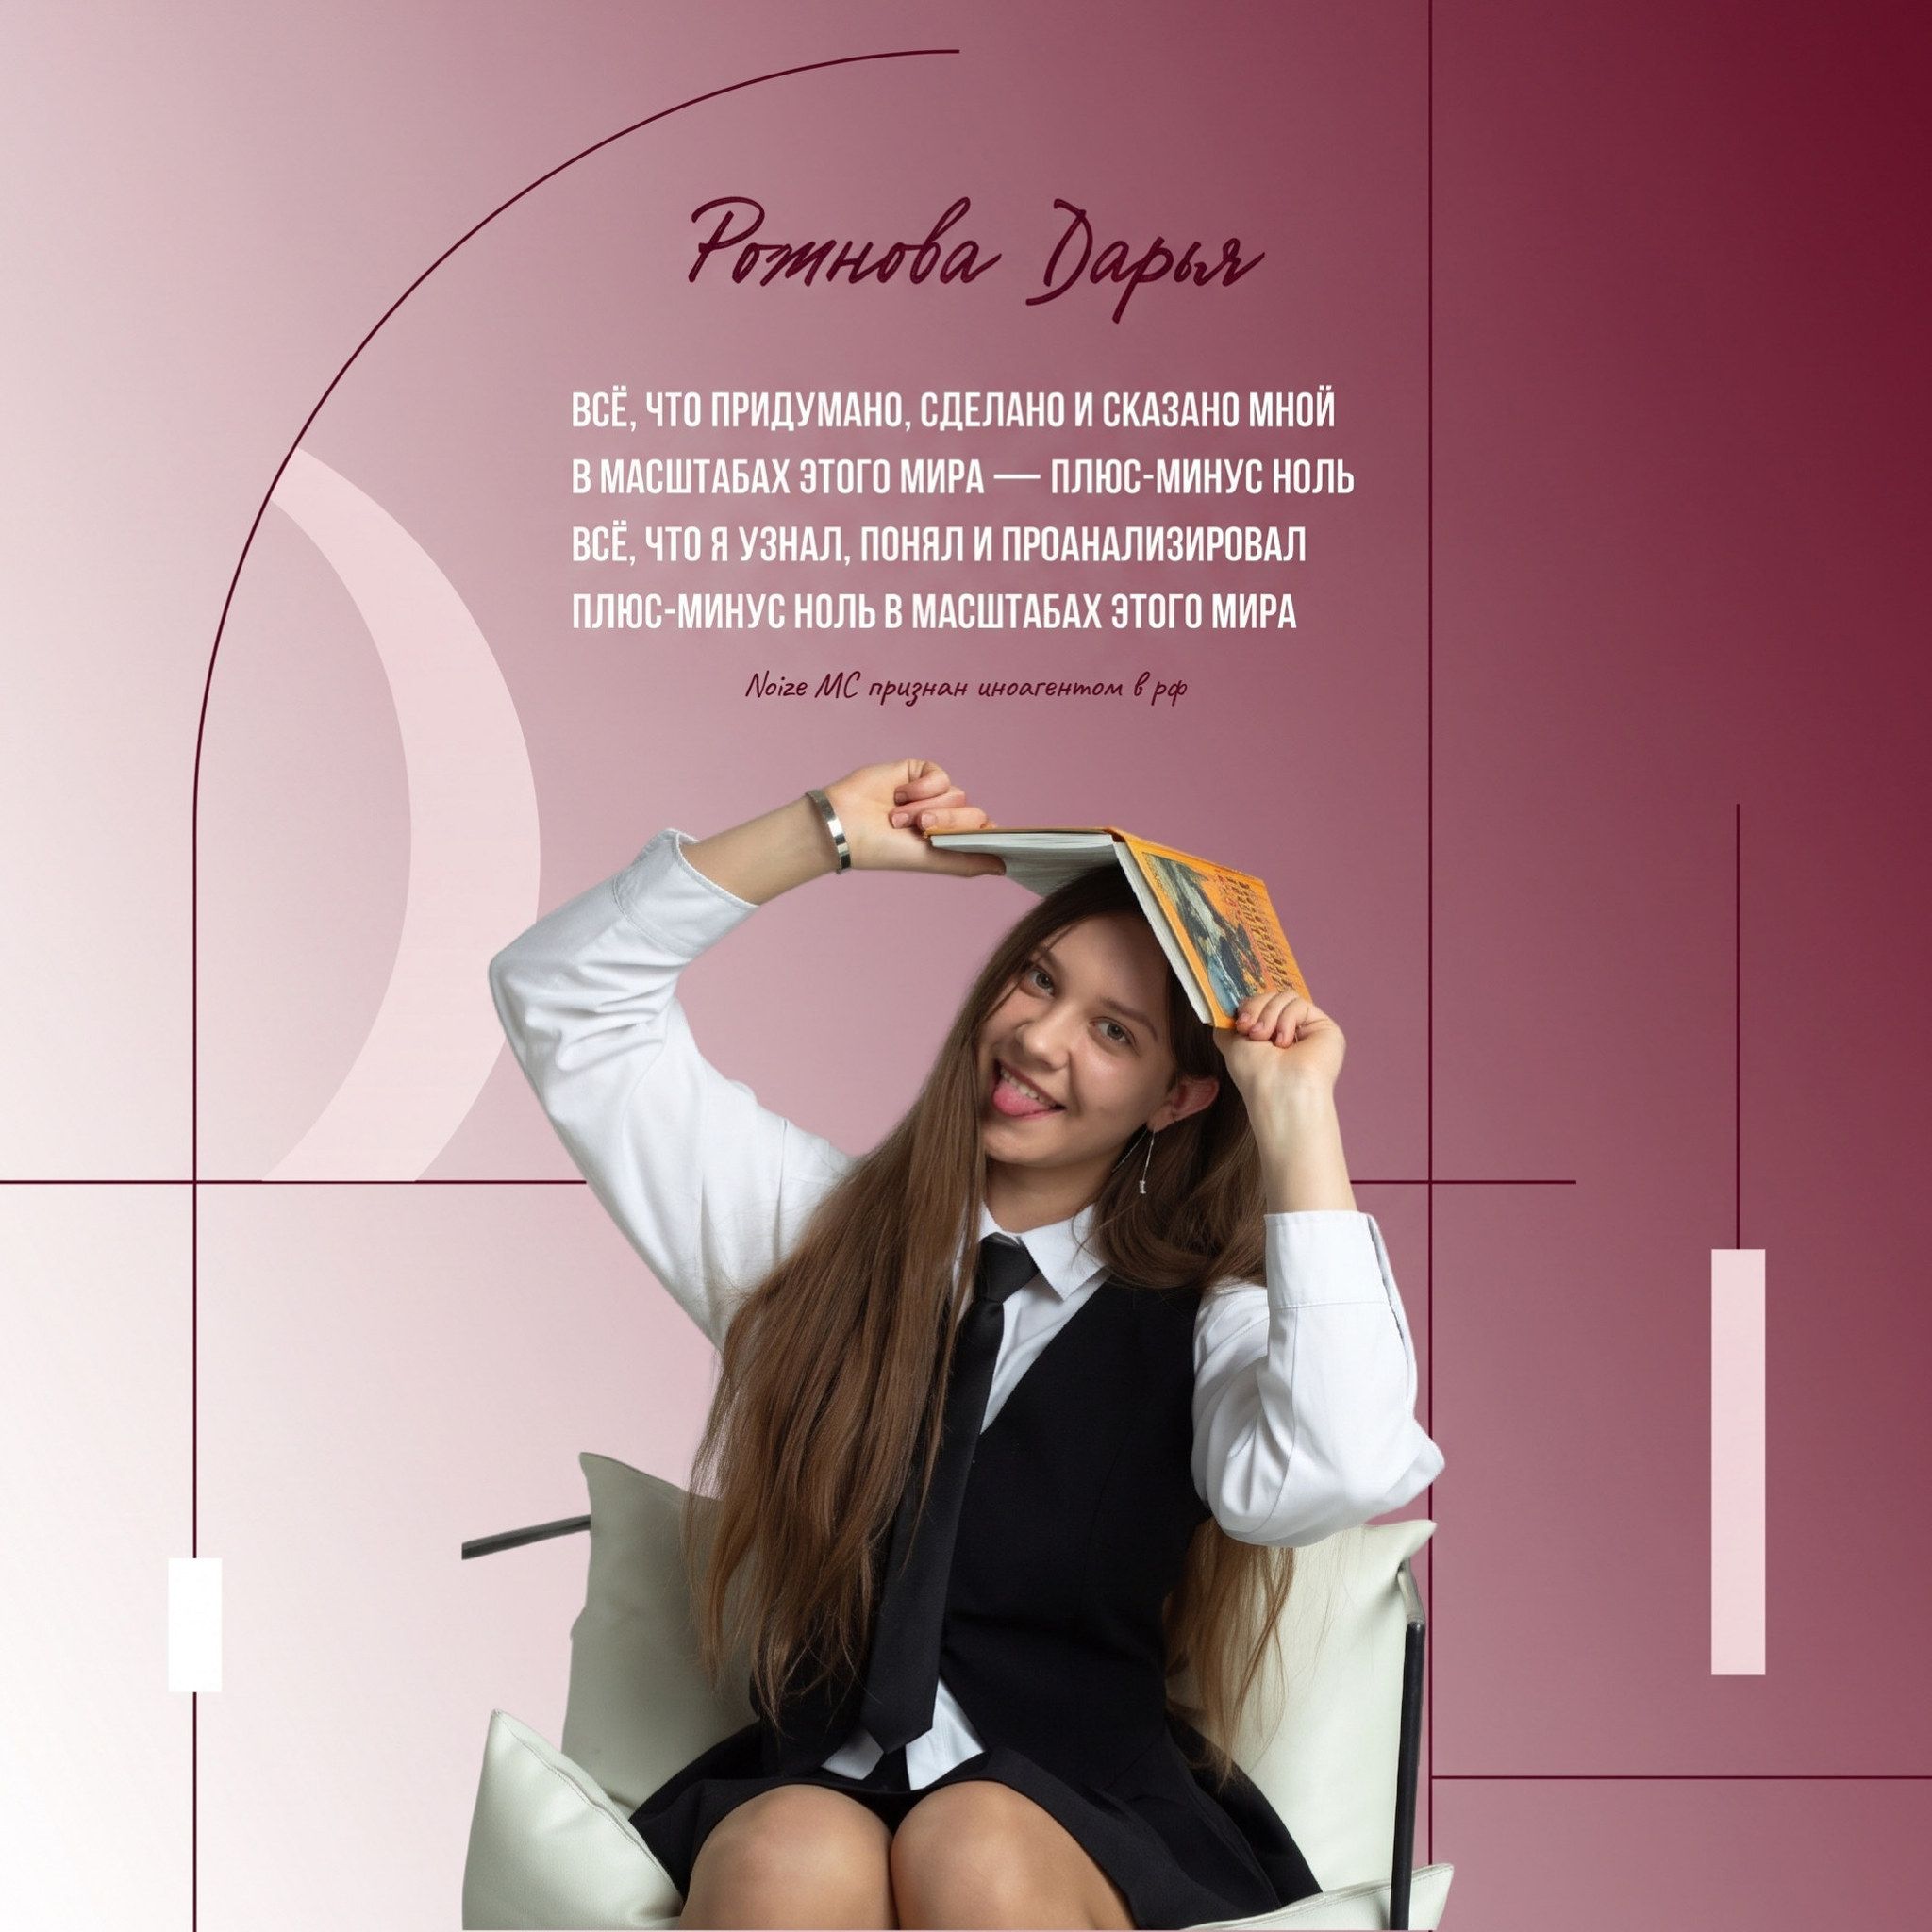 Рожнова Дарья
ВСЁ, ЧТО ПРИДУМАНО, СДЕЛАНО И СКАЗАНО МНОЙ
В МАСШТАБАХ ЭТОГО МИРА — ПЛЮС-МИНУС НОЛЬ
ВСЁ, ЧТО Я УЗНАЛ, ПОНЯЛ И ПРОАНАЛИЗИРОВАЛ
ПЛЮС-МИНУС НОЛЬ В МАСШТАБАХ ЭТОГО МИРА
Noize MC признан иноагентом в рф